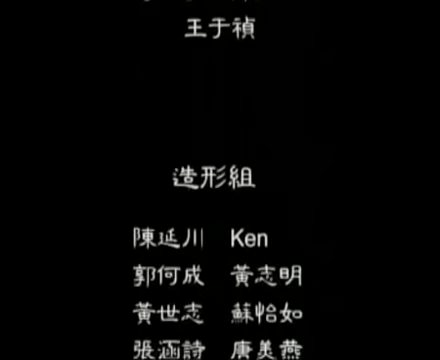 王于禎
造形組
陳延川 Ken
郭何成 黃志明
黃世志 蘇怡如
張涵詩 唐美燕